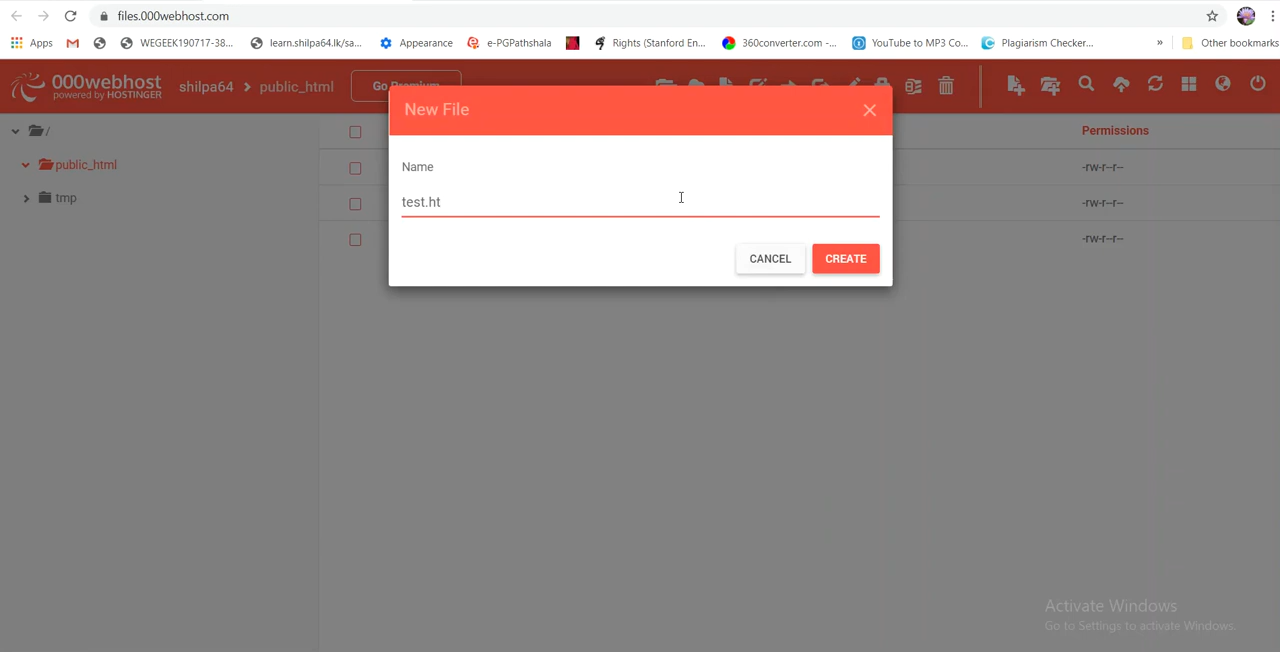 files.000webhost.com
Apps WEGEEK190717-38... learn.shilpa64.lk/sa... Appearance e-PGPathshala Rights (Stanford En... 360converter.com -... YouTube to MP3 Co... Plagiarism Checker... » Other bookmarks
000webhost
powered by HOSTINGER
shilpa64 > public_html
Go Premium
New File
/
Permissions
public_html
Name
-rw-r--r--
tmp
test.ht
-rw-r--r--
-rw-r--r--
CANCEL CREATE
Activate Windows
Go to Settings to activate Windows.